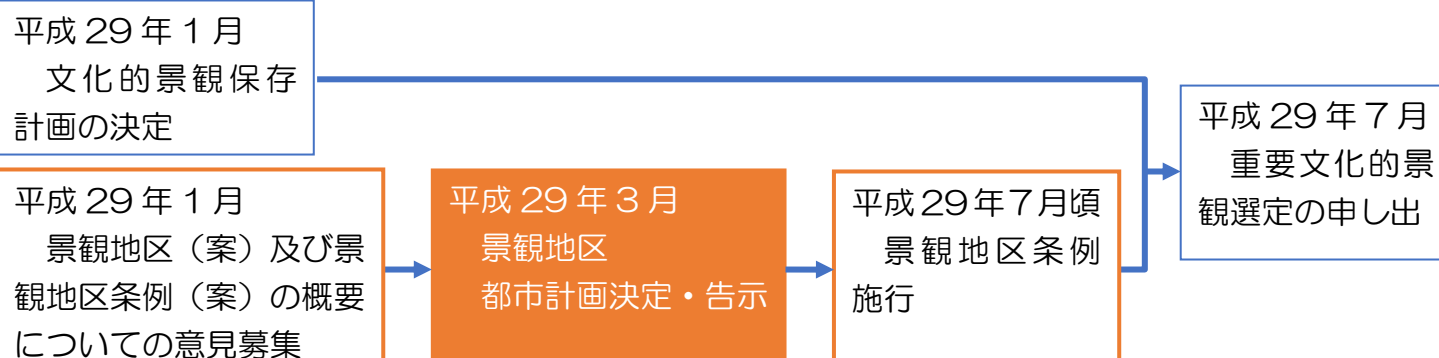 平成 29 年 1 月
文化的景観保存
計画の決定
平成 29 年 1 月
景観地区（案）及び景
観地区条例（案）の概要
についての意見募集
平成 29 年 3 月
景観地区
都市計画決定・告示
平成 29 年 7 月頃
景観地区条例
施行
平成 29 年 7 月
重要文化的景
観選定の申し出